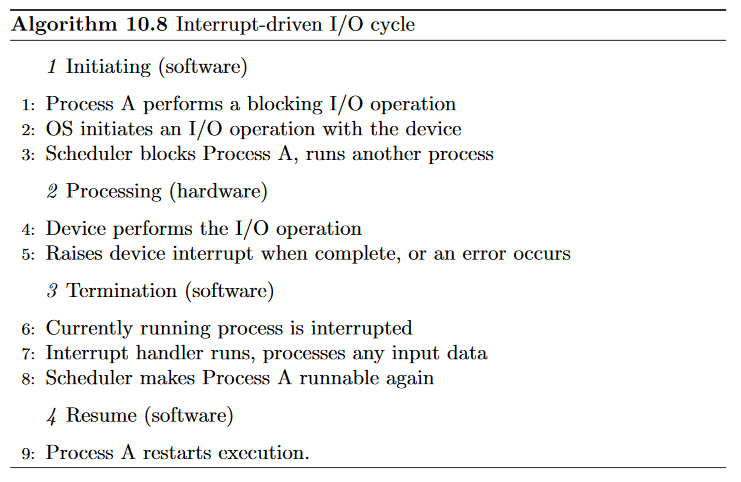 Algorithm 10.8 Interrupt-driven I/O cycle
1 Initiating (software)
1: Process A performs a blocking I/O operation
2: OS initiates an I/O operation with the device
3: Scheduler blocks Process A, runs another process
2 Processing (hardware)
4: Device performs the I/O operation
5: Raises device interrupt when complete, or an error occurs
3 Termination (software)
6: Currently running process is interrupted
7: Interrupt handler runs, processes any input data
8: Scheduler makes Process A runnable again
4 Resume (software)
9: Process A restarts execution.